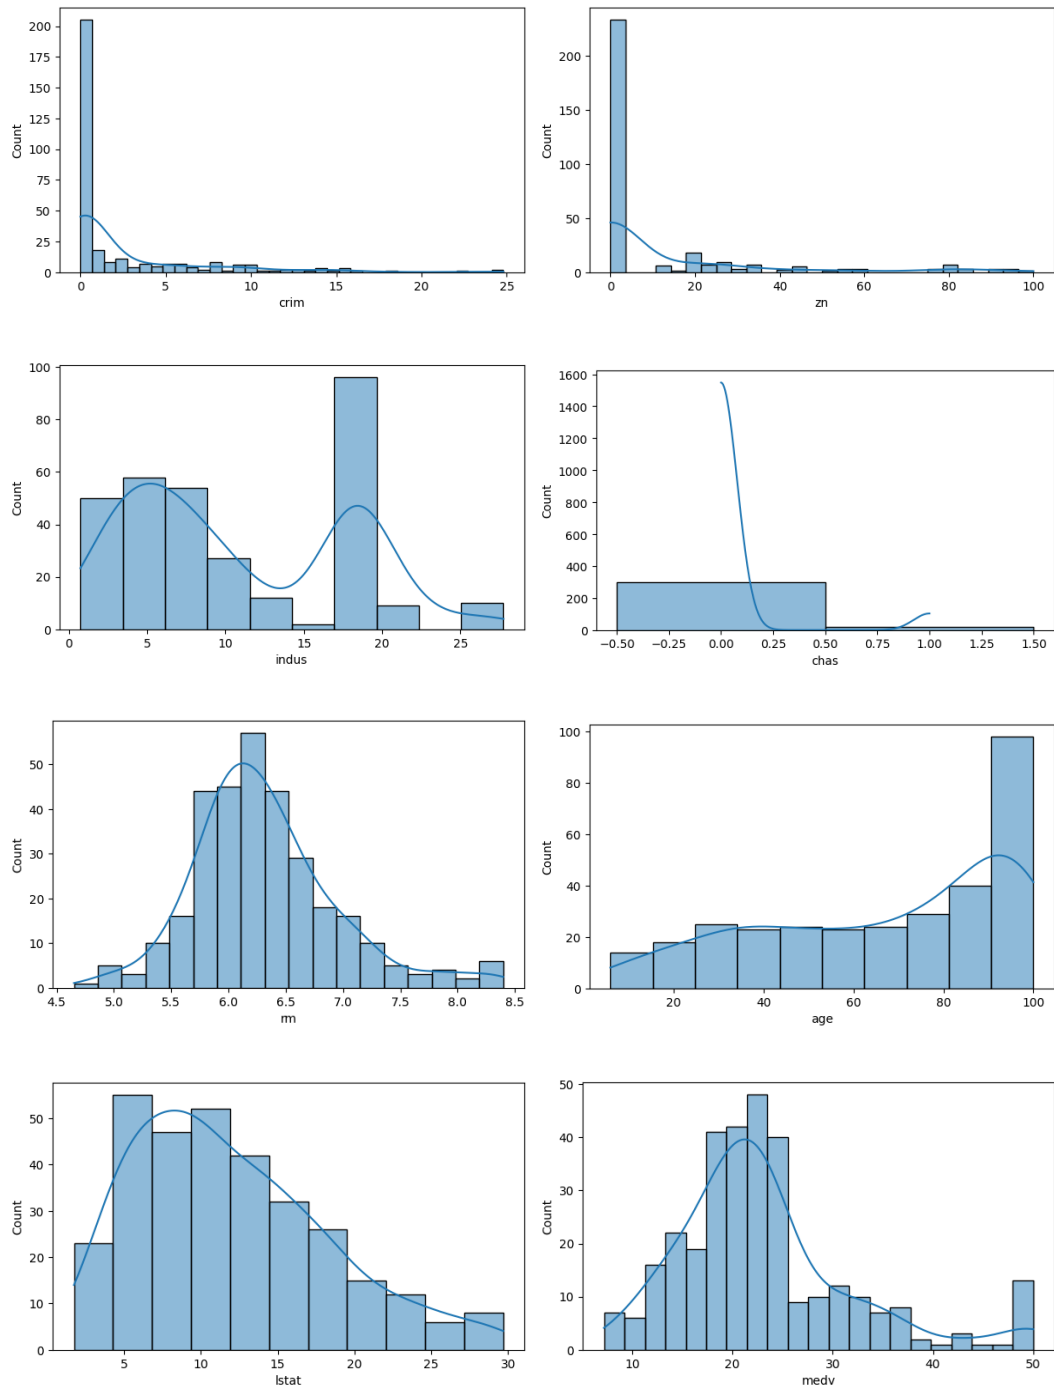 200
175
150
125
100
75
50
25
0
Count
0 5 10 15 20 25
crim
200
150
100
50
0
Count
0 20 40 60 80 100
zn
100
80
60
40
20
0
Count
0 5 10 15 20 25
indus
1600
1400
1200
1000
800
600
400
200
0
Count
−0.50 −0.25 0.00 0.25 0.50 0.75 1.00 1.25 1.50
chas
50
40
30
20
10
0
Count
4.5 5.0 5.5 6.0 6.5 7.0 7.5 8.0 8.5
rm
100
80
60
40
20
0
Count
20 40 60 80 100
age
50
40
30
20
10
0
Count
5 10 15 20 25 30
lstat
50
40
30
20
10
0
Count
10 20 30 40 50
medv